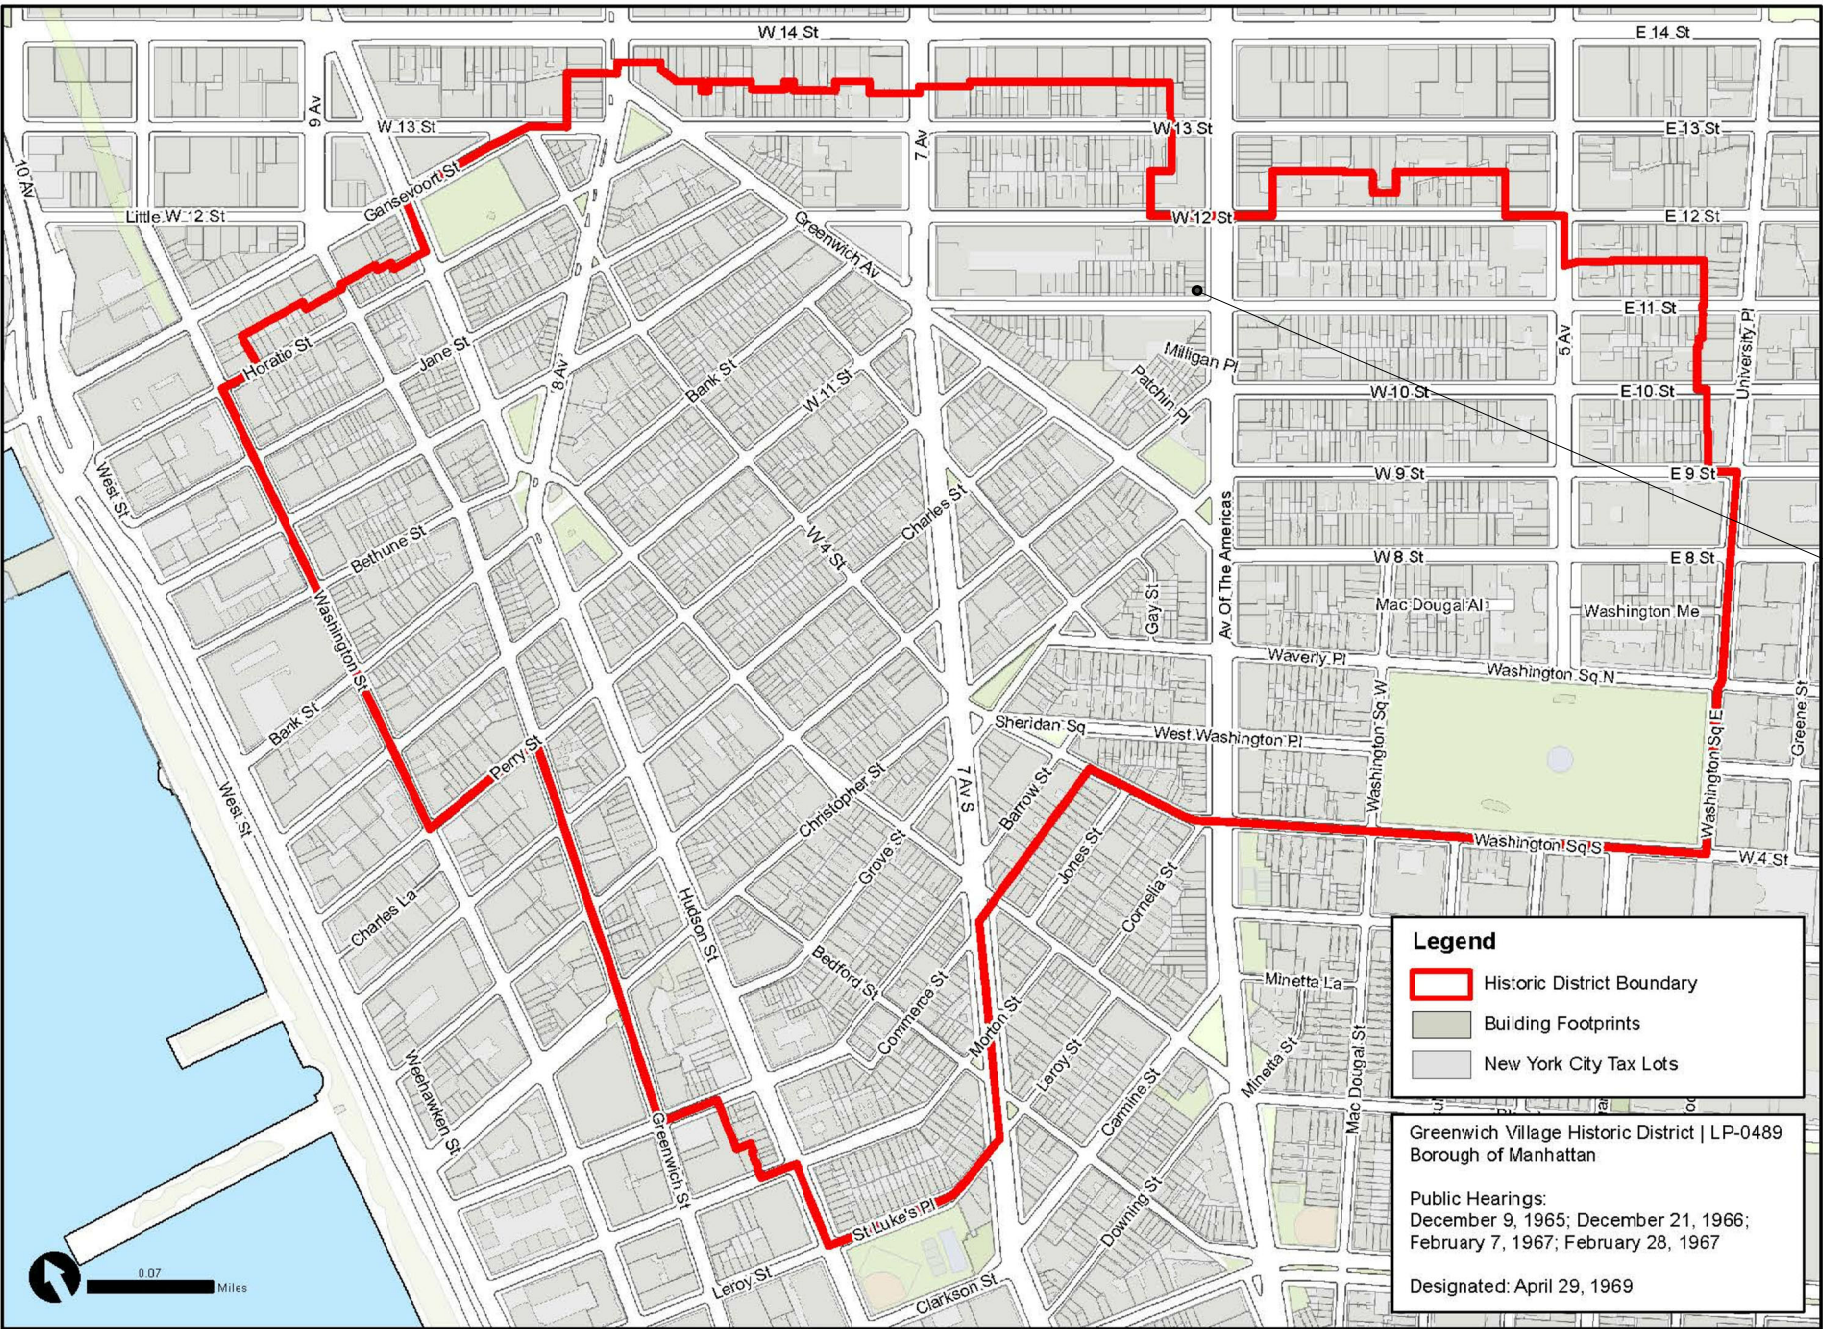 W 14 St
E 14 St
9 Av
W 13 St
7 Av
W 13 St
E 13 St
10 Av
Gansevoort St
Little W 12 St
Greenwich Av
W 12 St
E 12 St
Horatio St
Jane St
8 Av
Bank St
W 11 St
Milligan Pl
Patchin Pl
E 11 St
5 Av
University Pl
W 10 St
E 10 St
West St
Bethune St
Charles St
W 4 St
W 9 St
E 9 St
Av Of The Americas
W 8 St
E 8 St
Gay St
Mac Dougal Al
Washington Me
Washington St
Bank St
Waverly Pl
Washington Sq N
Washington Sq W
Washington Sq E
Greene St
Perry St
Sheridan Sq
West Washington Pl
West St
Christopher St
7 Av S
Barrow St
Grove St
Jones St
Cornelia St
Washington Sq S
W 4 St
Charles La
Hudson St
Bedford St
Commerce St
Morton St
Leroy St
Minetta La
Minetta St
Mac Dougal St
Weehawken St
Greenwich St
Carmine St
Downing St
St Luke's Pl
Leroy St
Clarkson St
0.07
Miles
Legend
Historic District Boundary
Building Footprints
New York City Tax Lots
Greenwich Village Historic District | LP-0489
Borough of Manhattan
Public Hearings:
December 9, 1965; December 21, 1966;
February 7, 1967; February 28, 1967
Designated: April 29, 1969